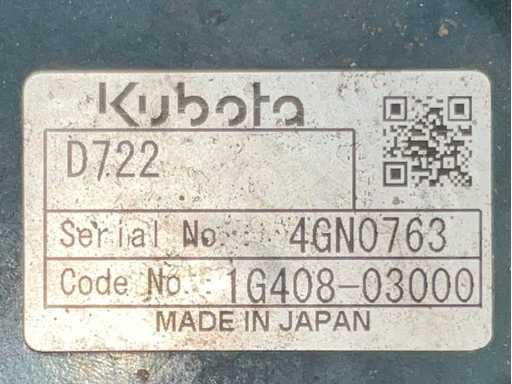 Kubota
D722
Serial No. 4GN0763
Code No. 1G408-03000
MADE IN JAPAN